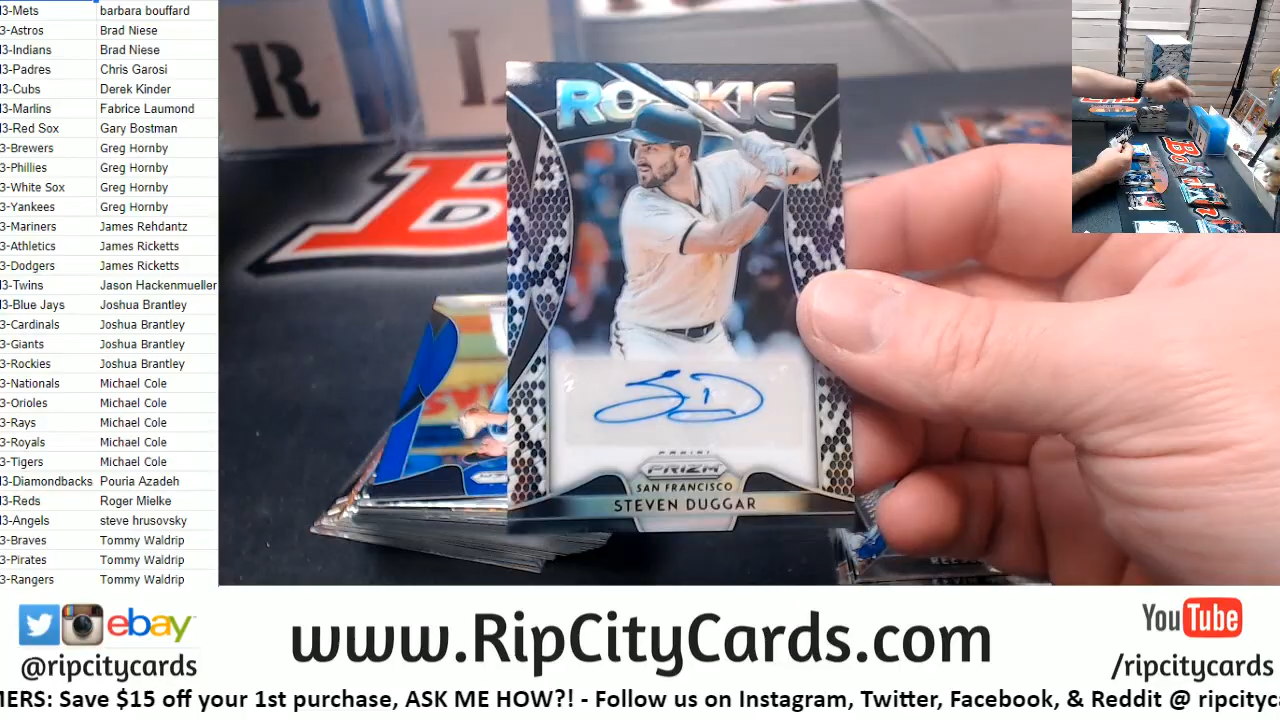 3-Mets barbara bouffard
3-Astros Brad Niese
3-Indians Brad Niese
3-Padres Chris Garosi
3-Cubs Derek Kinder
3-Marlins Fabrice Laumond
3-Red Sox Gary Bostman
3-Brewers Greg Hornby
3-Phillies Greg Hornby
3-White Sox Greg Hornby
3-Yankees Greg Hornby
3-Mariners James Rehdantz
3-Athletics James Ricketts
3-Dodgers James Ricketts
3-Twins Jason Hackenmueller
3-Blue Jays Joshua Brantley
3-Cardinals Joshua Brantley
3-Giants Joshua Brantley
3-Rockies Joshua Brantley
3-Nationals Michael Cole
3-Orioles Michael Cole
3-Rays Michael Cole
3-Royals Michael Cole
3-Tigers Michael Cole
3-Diamondbacks Pouria Azadeh
3-Reds Roger Mielke
3-Angels steve hrusovsky
3-Braves Tommy Waldrip
3-Pirates Tommy Waldrip
3-Rangers Tommy Waldrip
R
ROOKIE
PANINI
PRIZM
SAN FRANCISCO
STEVEN DUGGAR
ebay
@ripcitycards
www.RipCityCards.com
YouTube
/ripcitycards
MERS: Save $15 off your 1st purchase, ASK ME HOW?! - Follow us on Instagram, Twitter, Facebook, & Reddit @ ripcityc